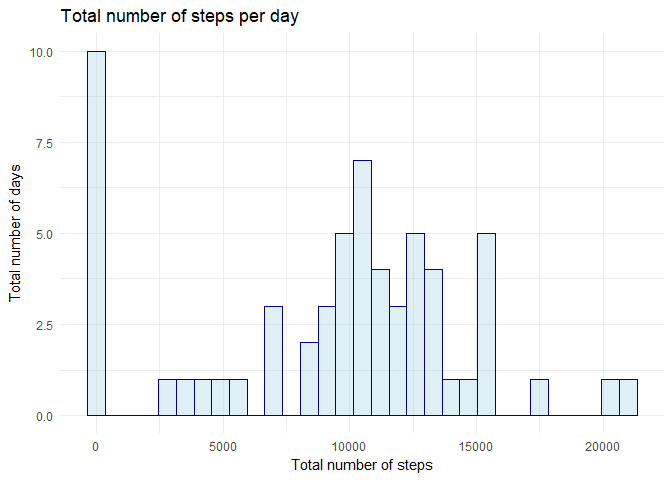 Total number of steps per day
10.0
7.5
5.0
2.5
0.0
Total number of days
0 5000 10000 15000 20000
Total number of steps